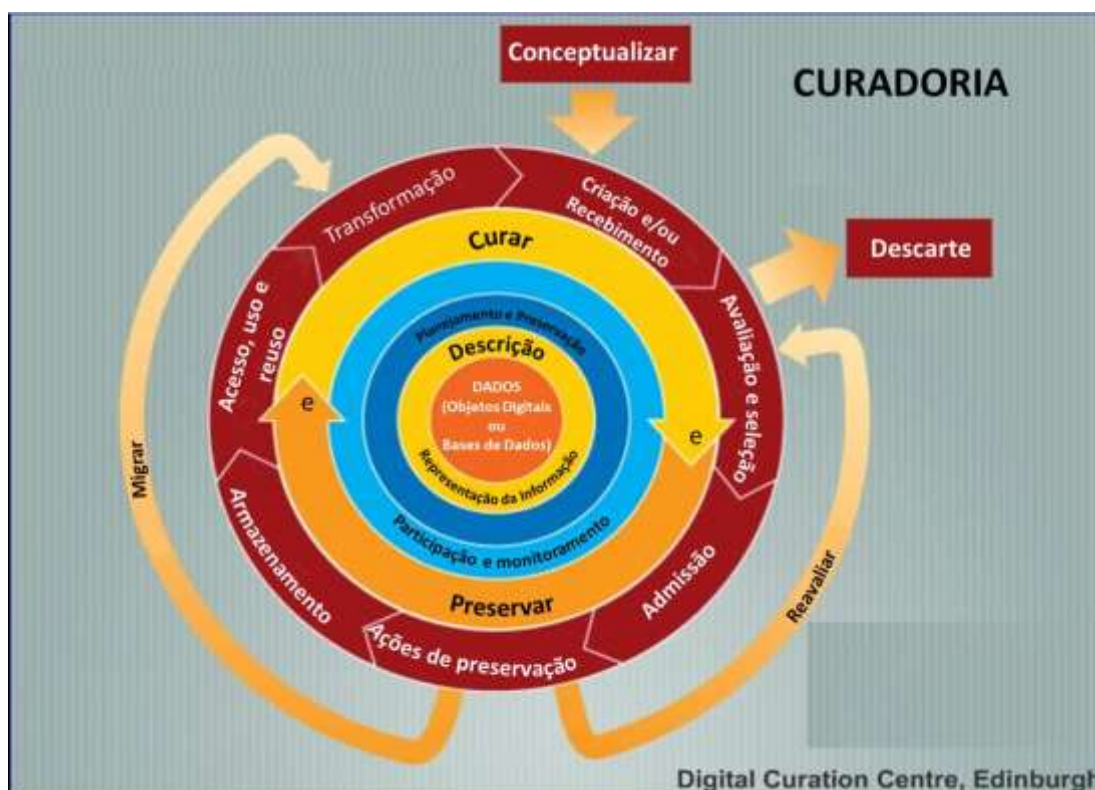 Conceptualizar
CURADORIA
Transformação
Criação e/ou
Recebimento
Descarte
Avaliação e seleção
Admissão
Ações de preservação
Armazenamento
Acesso, uso e
reuso
Curar
e
Preservar
e
Participação e monitoramento
Planejamento e Preservação
Descrição
Representação da Informação
DADOS
(Objetos Digitais
ou
Bases de Dados)
Migrar
Reavaliar
Digital Curation Centre, Edinburgh